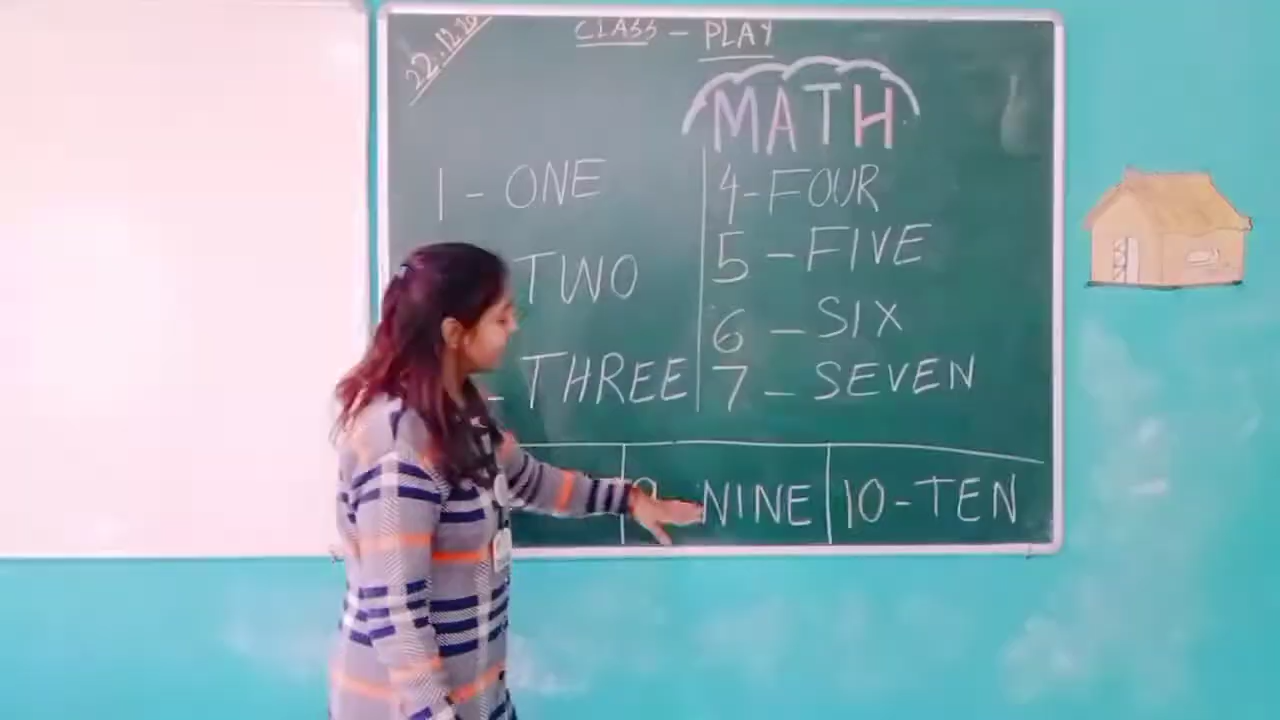 22.12.20
CLASS - PLAY
MATH
1 - ONE
TWO
- THREE
4-FOUR
5 - FIVE
6 - SIX
7 - SEVEN
NINE
10-TEN